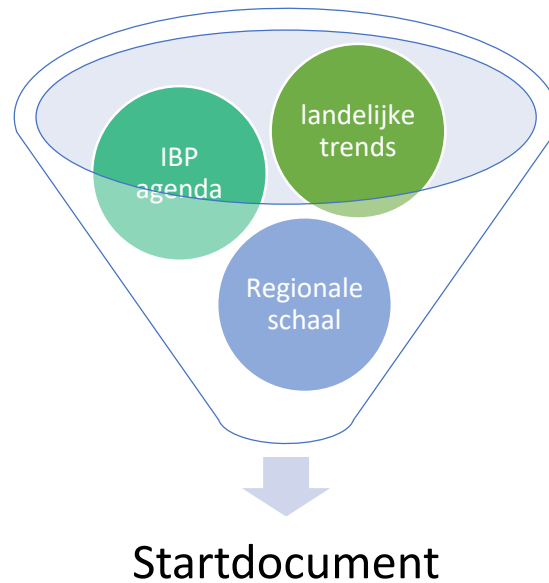 landelijke
trends
IBP
agenda
Regionale
schaal
Startdocument